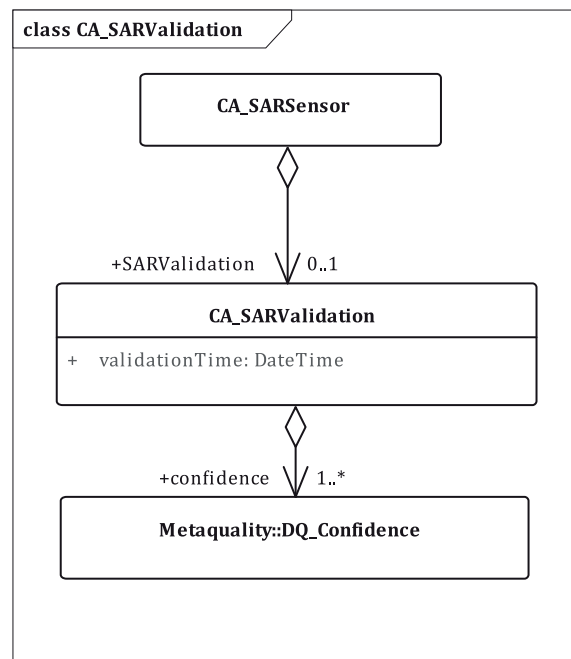 class CA_SARValidation
CA_SARSensor
+SARValidation 0..1
CA_SARValidation
+ validationTime: DateTime
+confidence 1..*
Metaquality::DQ_Confidence